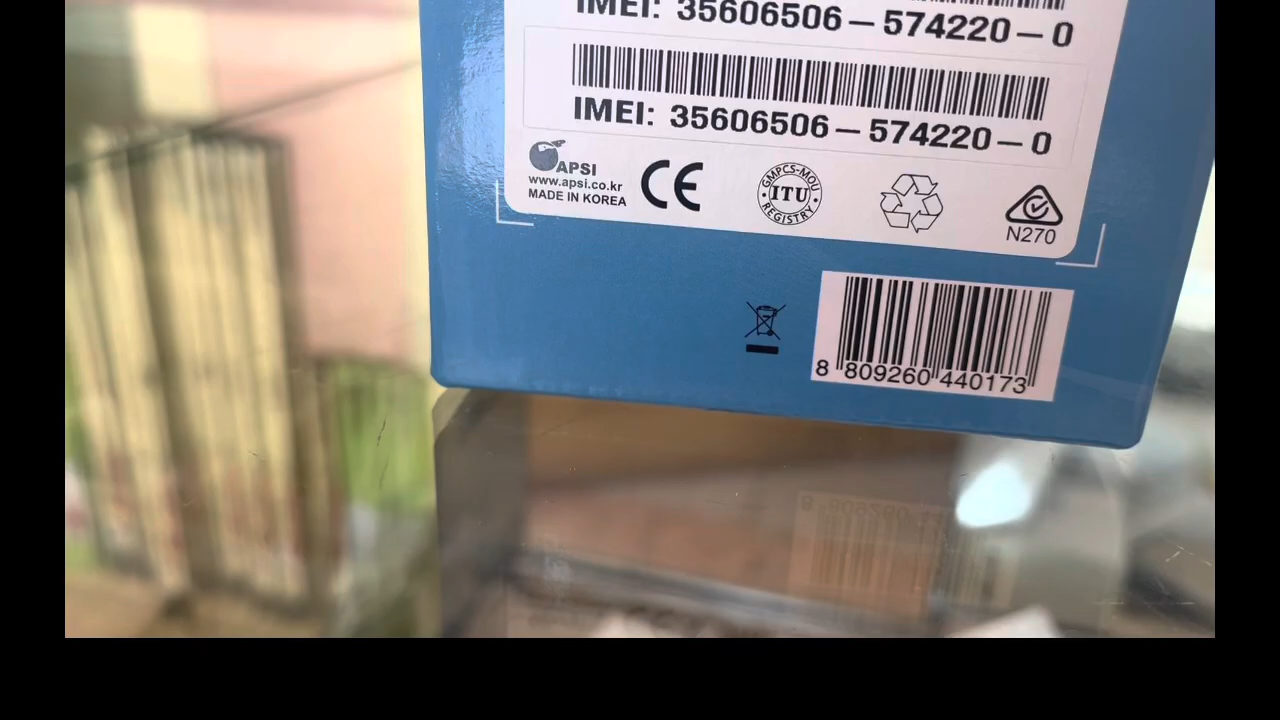 IMEI: 35606506 – 574220 – 0
IMEI: 35606506 – 574220 – 0
APSI
www.apsi.co.kr
MADE IN KOREA
CE
GMPCS-MOU
ITU
REGISTRY
N270
8 809260 440173